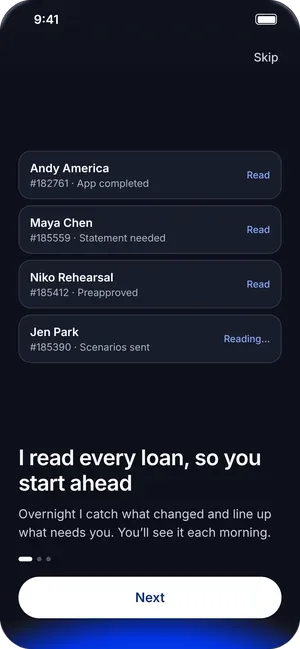 9:41
Skip
Andy America
#182761 · App completed
Read
Maya Chen
#185559 · Statement needed
Read
Niko Rehearsal
#185412 · Preapproved
Read
Jen Park
#185390 · Scenarios sent
Reading...
I read every loan, so you
start ahead
Overnight I catch what changed and line up
what needs you. You’ll see it each morning.
Next